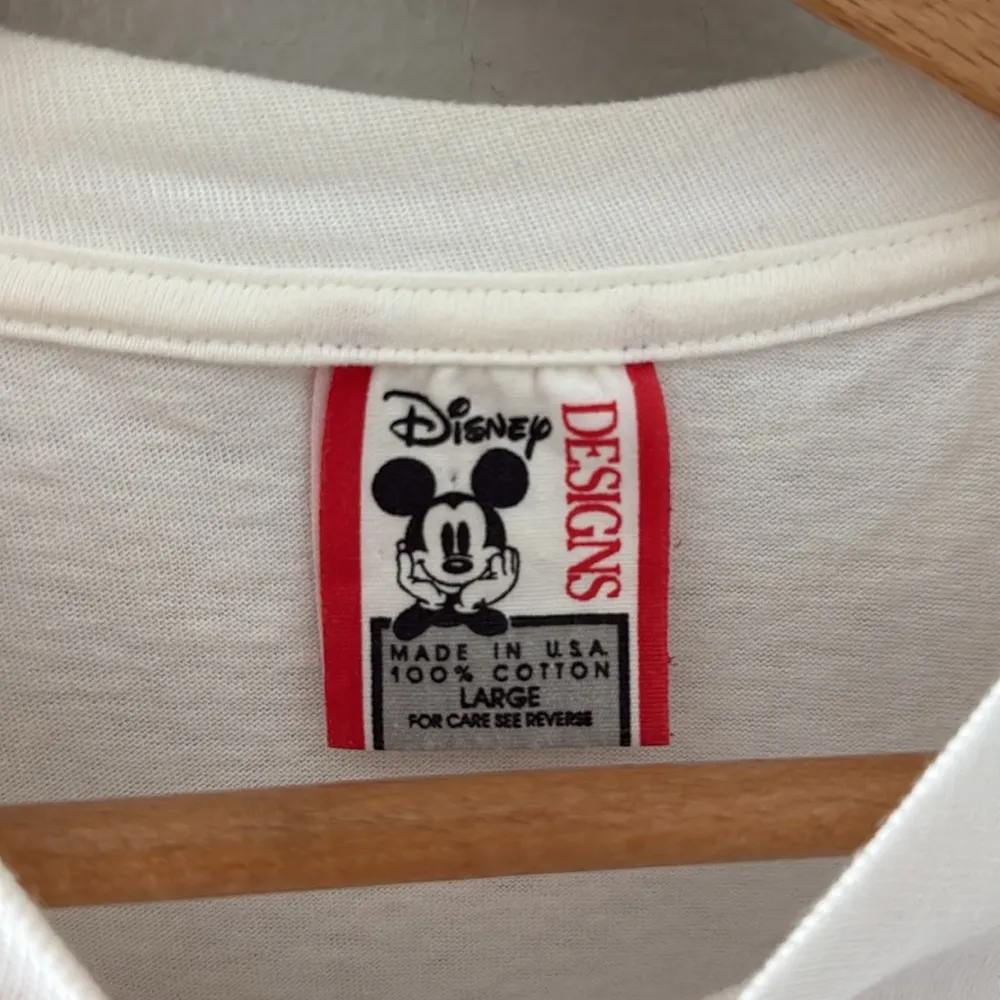 Disney
DESIGNS
MADE IN U.S.A.
100% COTTON
LARGE
FOR CARE SEE REVERSE